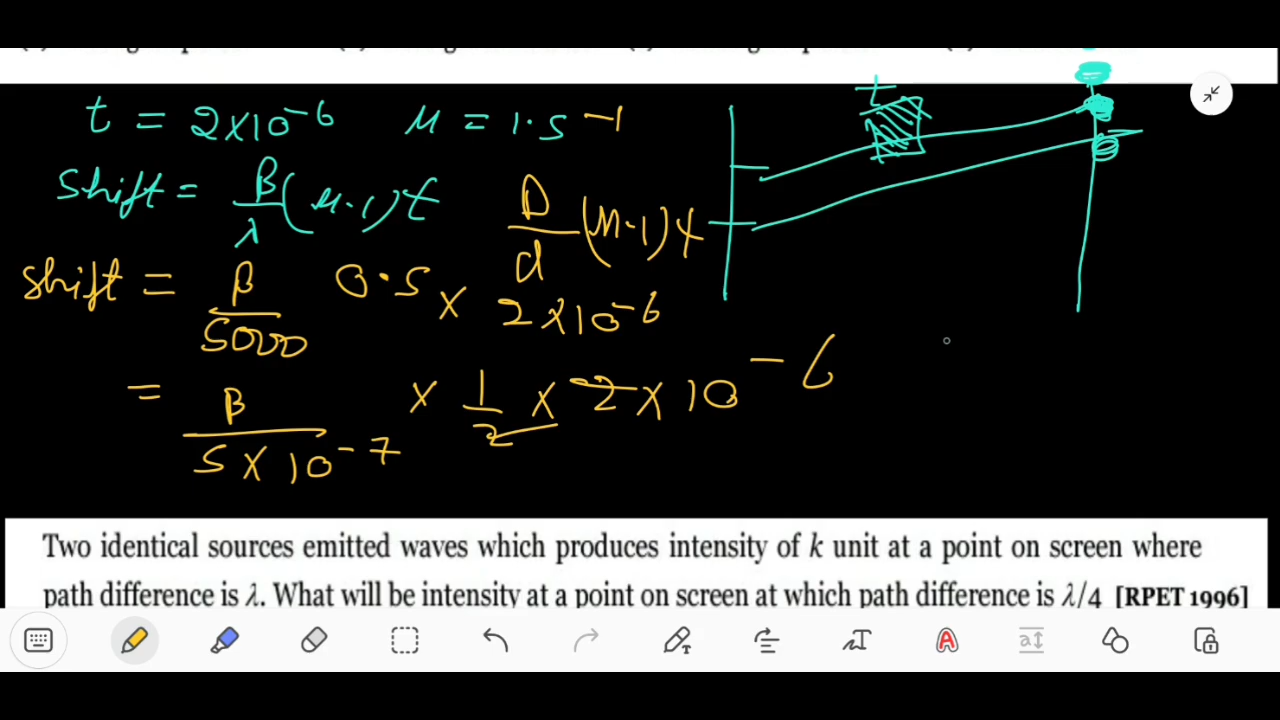 t
t = 2×10⁻⁶ μ = 1.5 -1
Shift = β/λ (μ-1)t D/d (μ-1)t
Shift = β/5000 0.5 × 2×10⁻⁶
= β/5×10⁻⁷ × 1/2 × 2 × 10⁻⁶
Two identical sources emitted waves which produces intensity of k unit at a point on screen where
path difference is λ. What will be intensity at a point on screen at which path difference is λ/4 [RPET 1996]